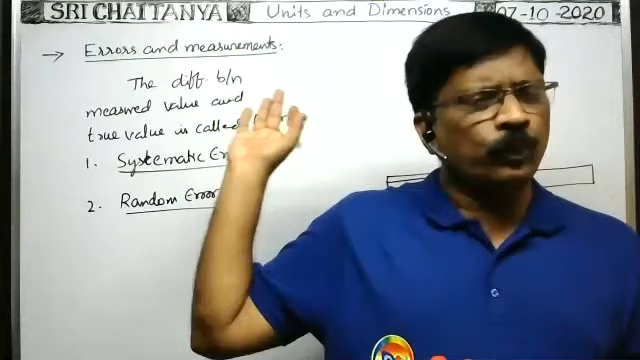 SRI CHAITANYA Units and Dimensions 07-10-2020
→ Errors and measurements:
The diff. b/n
measured value and
true value is called
1. Systematic Er
2. Random Error